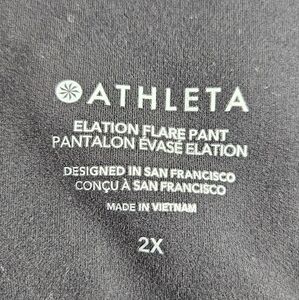 ATHLETA
ELATION FLARE PANT
PANTALON ÉVASÉ ELATION
DESIGNED IN SAN FRANCISCO
CONÇU À SAN FRANCISCO
MADE IN VIETNAM
2X